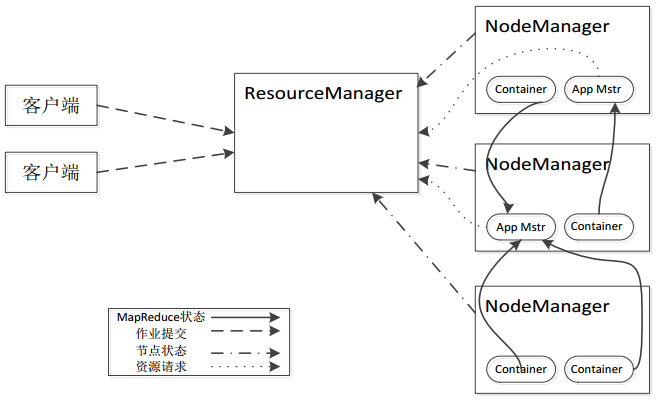 NodeManager
ResourceManager
Container
App Mstr
客户端
NodeManager
客户端
App Mstr
Container
NodeManager
MapReduce状态
作业提交
节点状态
资源请求
Container
Container